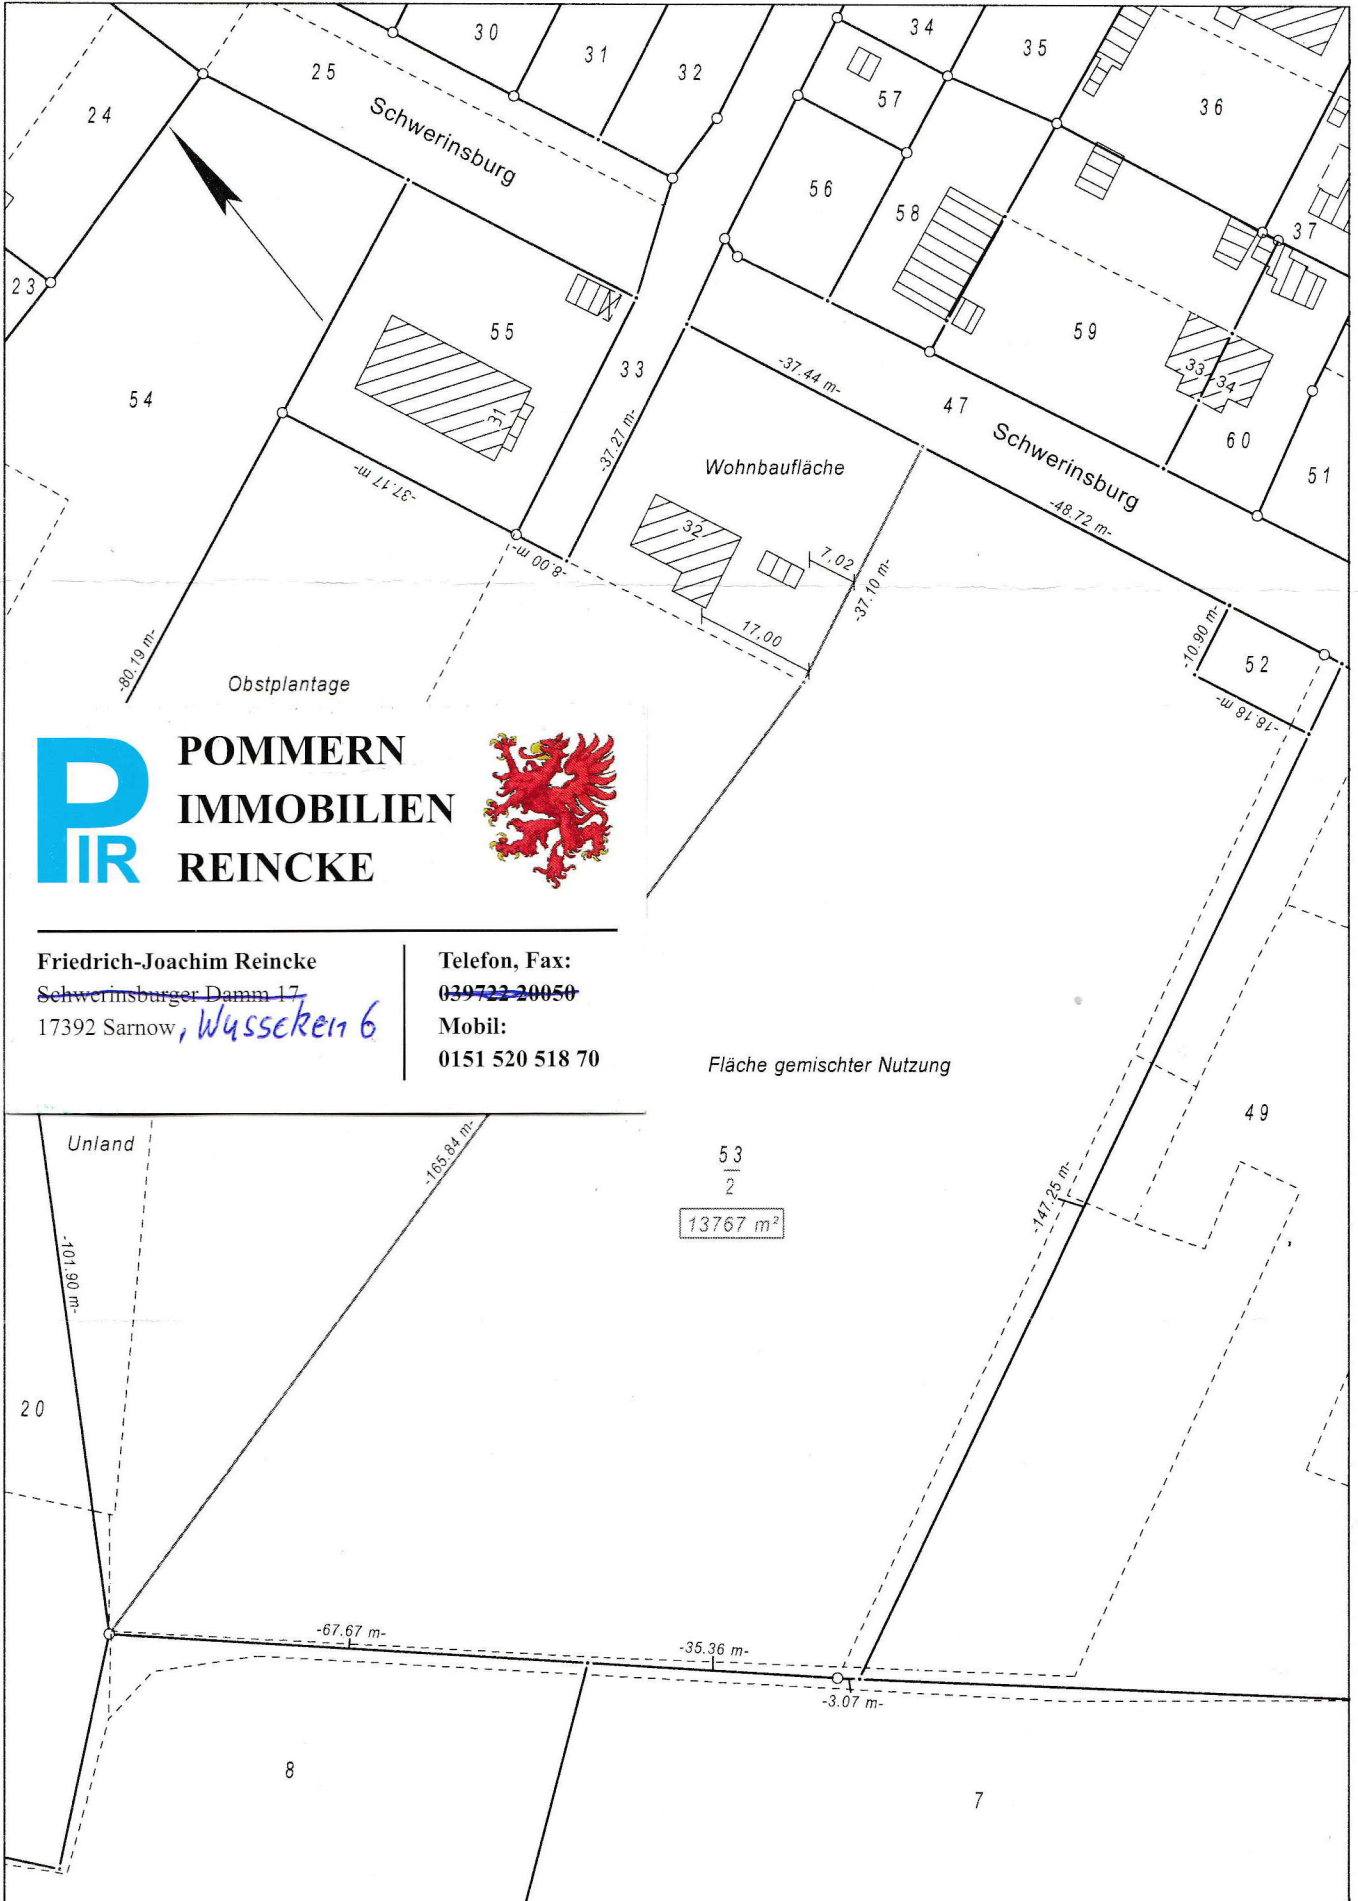 30
31
32
34
35
25
24
Schwerinsburg
57
36
56
58
37
23
55
31
33
59
33
34
54
-37.44 m-
47
Schwerinsburg
60
51
-37.27 m-
Wohnbaufläche
-37.17 m-
-48.72 m-
32
-8.00 m-
7,02
-37.10 m-
17,00
-10.90 m-
52
-18.18 m-
-80.19 m-
Obstplantage
POMMERN
IMMOBILIEN
REINCKE
PIR
Friedrich-Joachim Reincke
Schwerinsburger Damm 17
17392 Sarnow, Wusseken 6
Telefon, Fax:
039722 20050
Mobil:
0151 520 518 70
Fläche gemischter Nutzung
49
Unland
-165.84 m-
53
2
13767 m²
-147.25 m-
-101.90 m-
20
-67.67 m-
-35.36 m-
-3.07 m-
8
7